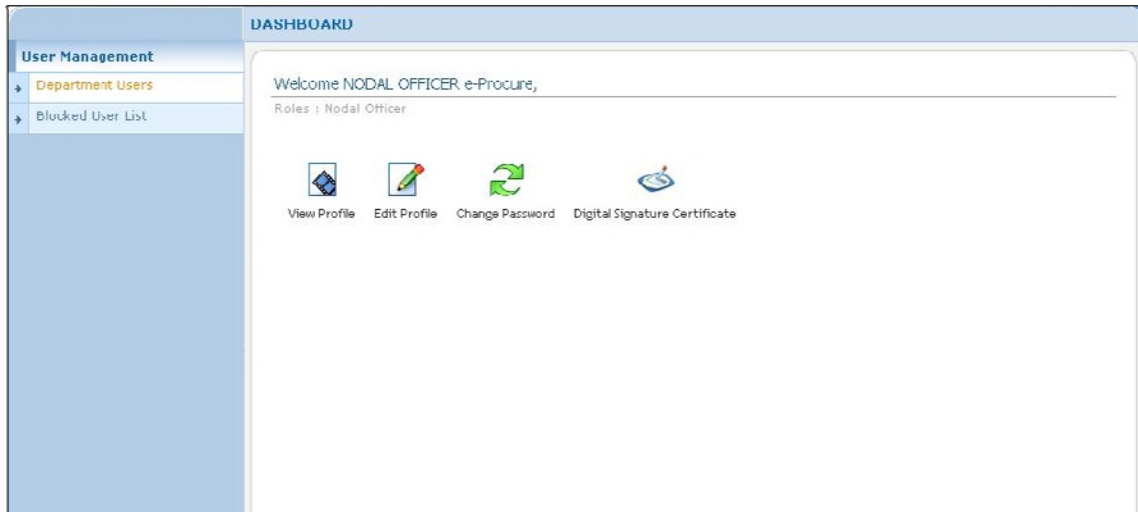 DASHBOARD
User Management
Department Users
Blocked User List
Welcome NODAL OFFICER e-Procure,
Roles : Nodal Officer
View Profile Edit Profile Change Password Digital Signature Certificate